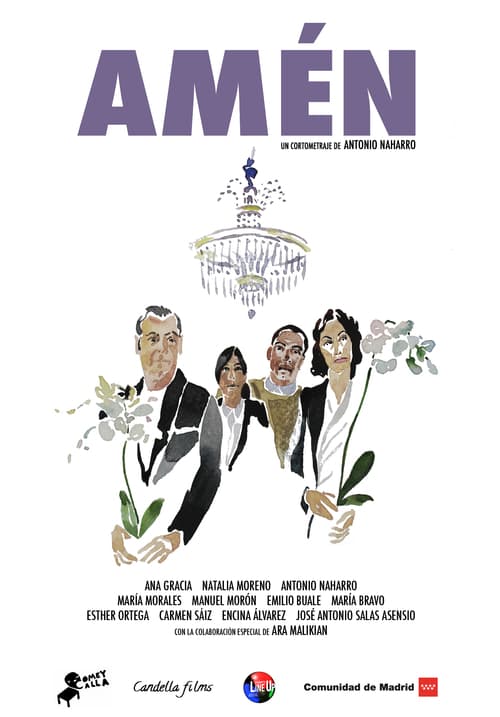 AMÉN
UN CORTOMETRAJE DE ANTONIO NAHARRO
ANA GRACIA NATALIA MORENO ANTONIO NAHARRO
MARÍA MORALES MANUEL MORÓN EMILIO BUALE MARÍA BRAVO
ESTHER ORTEGA CARMEN SÁIZ ENCINA ÁLVAREZ JOSÉ ANTONIO SALAS ASENSIO
CON LA COLABORACIÓN ESPECIAL DE ARA MALIKIAN
COMEY
CALLA
Candella films
LINE UP
Comunidad de Madrid